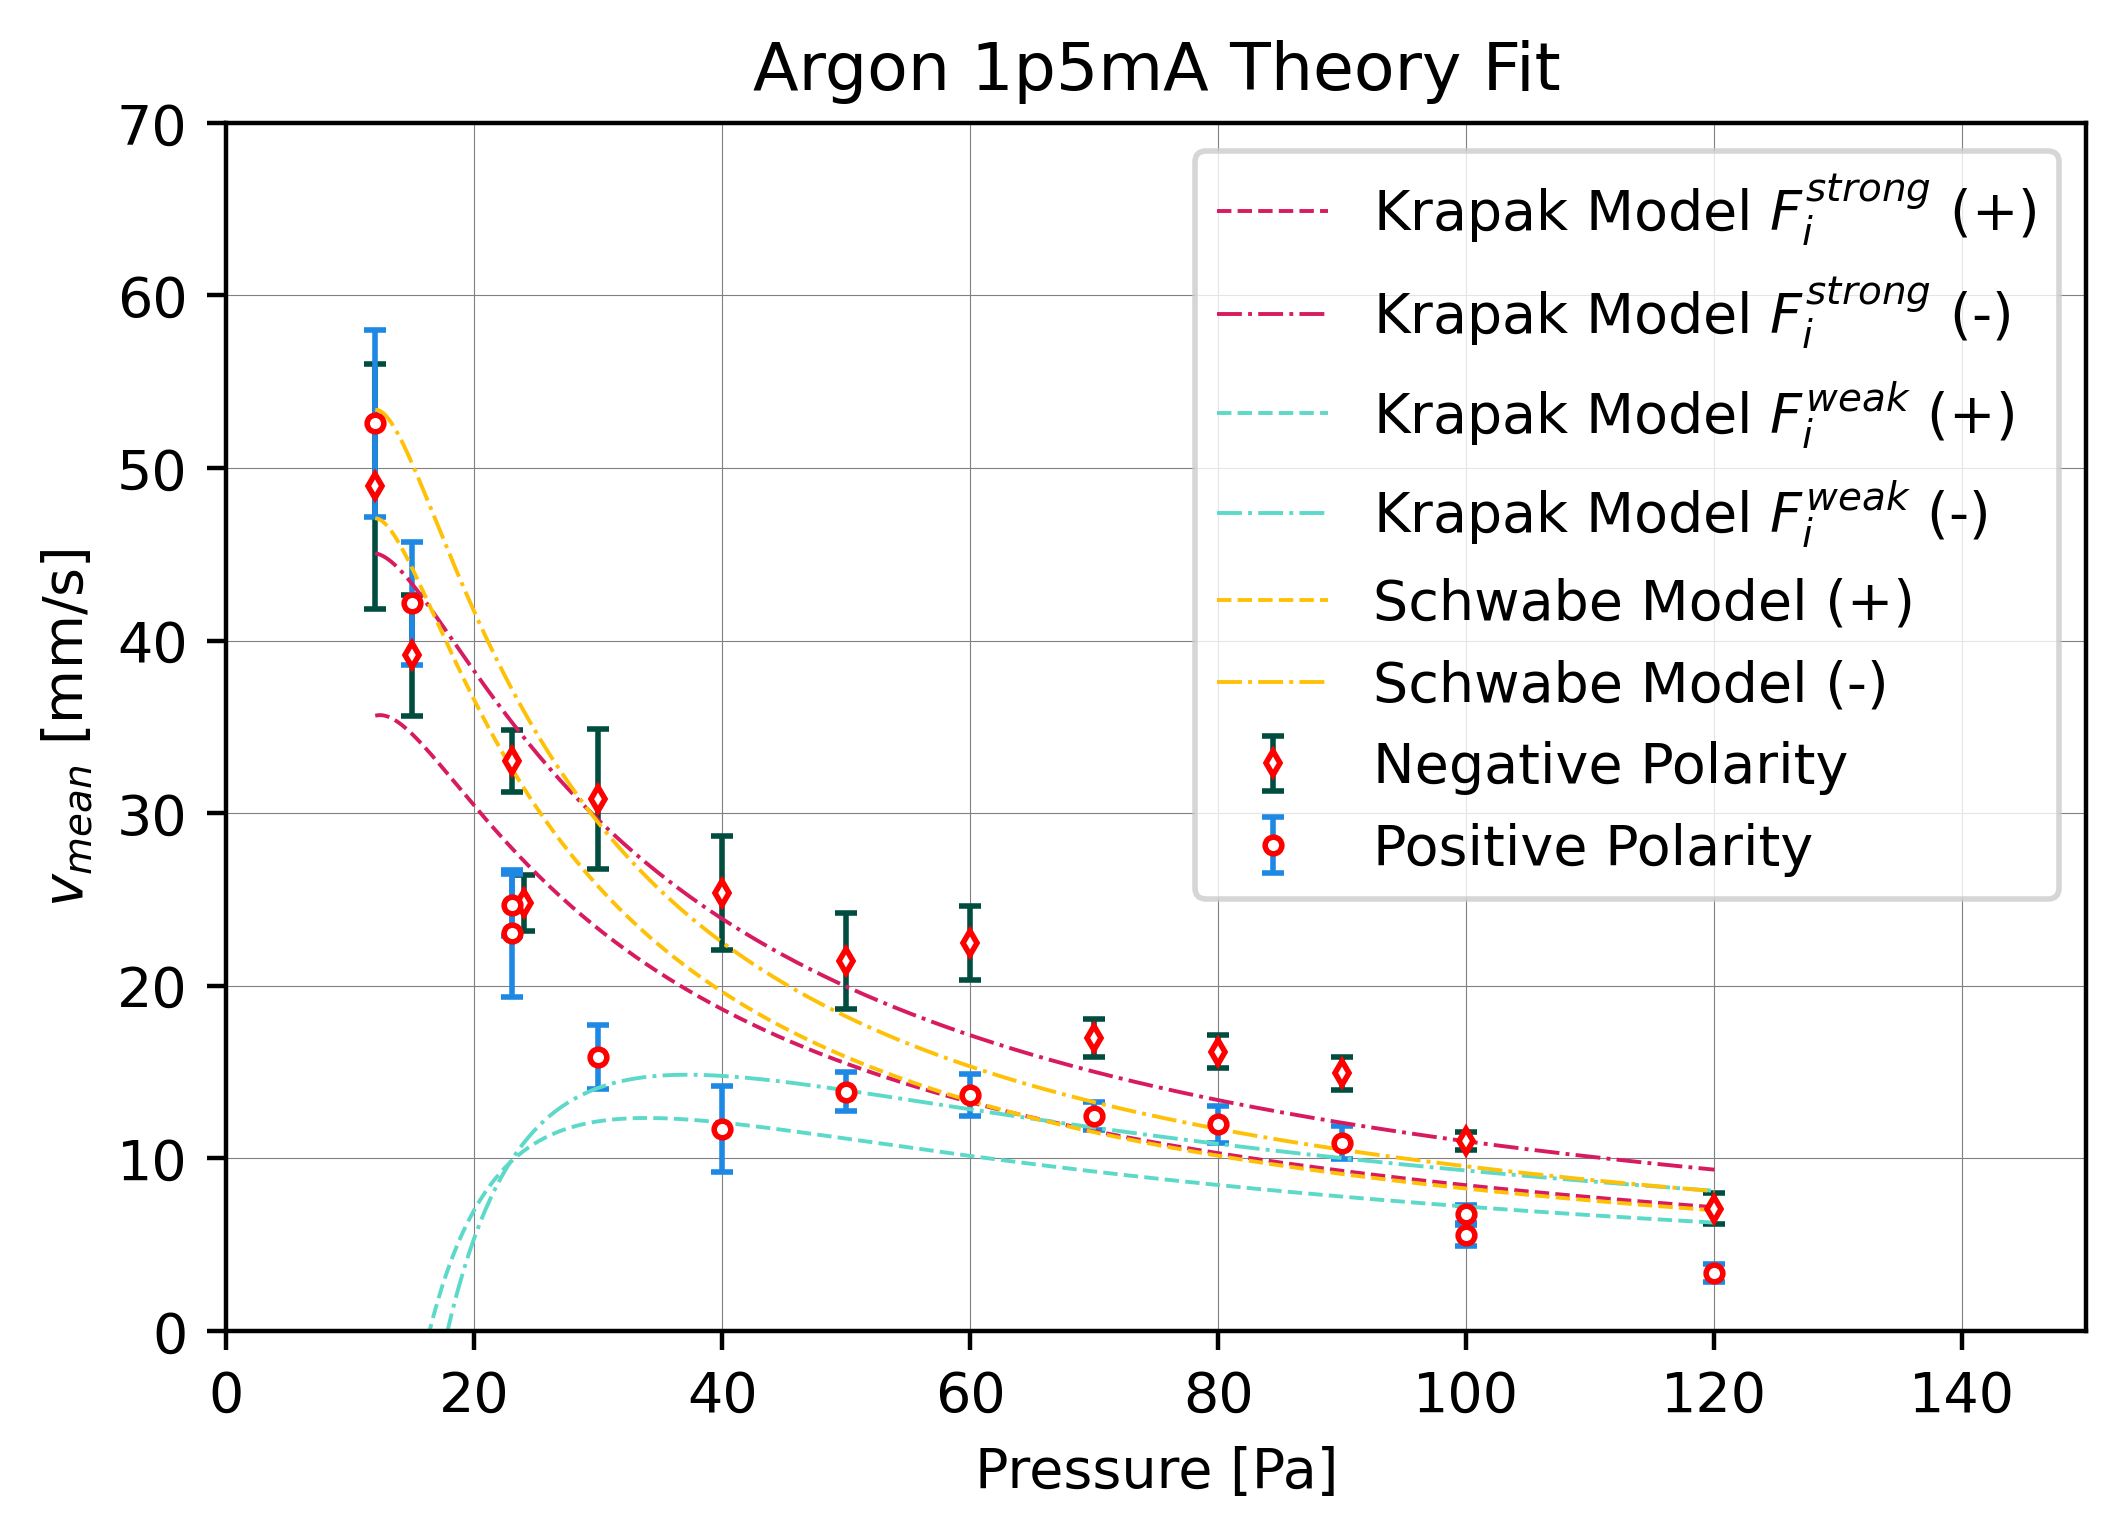 Argon 1p5mA Theory Fit
70
60
50
40
30
20
10
0
v_mean [mm/s]
Krapak Model F_i^strong (+)
Krapak Model F_i^strong (-)
Krapak Model F_i^weak (+)
Krapak Model F_i^weak (-)
Schwabe Model (+)
Schwabe Model (-)
Negative Polarity
Positive Polarity
0 20 40 60 80 100 120 140
Pressure [Pa]